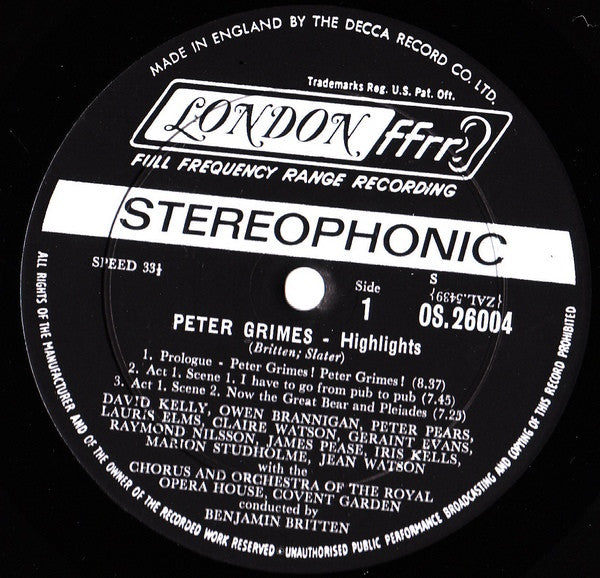 MADE IN ENGLAND BY THE DECCA RECORD CO. LTD.
Trademarks Reg. U.S. Pat. Off.
LONDON ffrr
FULL FREQUENCY RANGE RECORDING
STEREOPHONIC
SPEED 33⅓
Side
1
S
{ZAL.5439}
OS.26004
PETER GRIMES - Highlights
(Britten; Slater)
1. Prologue - Peter Grimes! Peter Grimes! (8.37)
2. Act 1. Scene 1. I have to go from pub to pub (7.45)
3. Act 1. Scene 2. Now the Great Bear and Pleiades (7.23)
DAVID KELLY, OWEN BRANNIGAN, PETER PEARS,
LAURIS ELMS, CLAIRE WATSON, GERAINT EVANS,
RAYMOND NILSSON, JAMES PEASE, IRIS KELLS,
MARION STUDHOLME, JEAN WATSON
with the
CHORUS AND ORCHESTRA OF THE ROYAL
OPERA HOUSE, COVENT GARDEN
conducted by
BENJAMIN BRITTEN
ALL RIGHTS OF THE MANUFACTURER AND OF THE OWNER OF THE RECORDED WORK RESERVED · UNAUTHORISED PUBLIC PERFORMANCE BROADCASTING AND COPYING OF THIS RECORD PROHIBITED